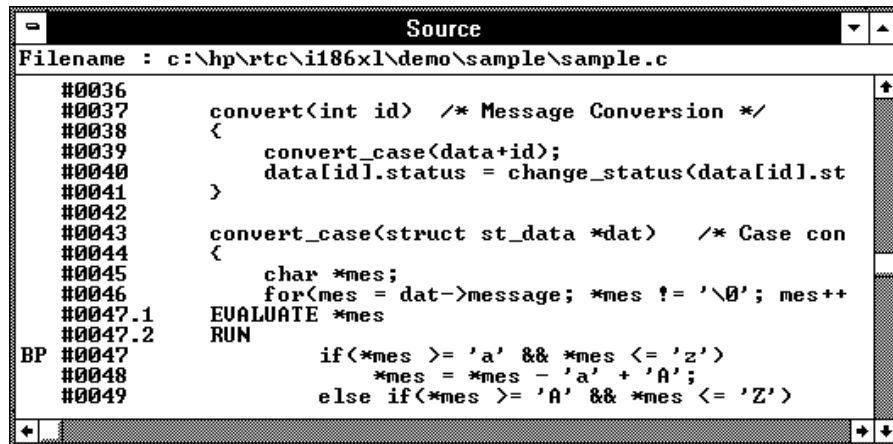 Source
Filename : c:\hp\rtc\i186xl\demo\sample\sample.c
#0036
#0037 convert(int id) /* Message Conversion */
#0038 {
#0039 convert_case(data+id);
#0040 data[id].status = change_status(data[id].st
#0041 }
#0042
#0043 convert_case(struct st_data *dat) /* Case con
#0044 {
#0045 char *mes;
#0046 for(mes = dat->message; *mes != '\0'; mes++
#0047.1 EVALUATE *mes
#0047.2 RUN
BP #0047 if(*mes >= 'a' && *mes <= 'z')
#0048 *mes = *mes - 'a' + 'A';
#0049 else if(*mes >= 'A' && *mes <= 'Z')